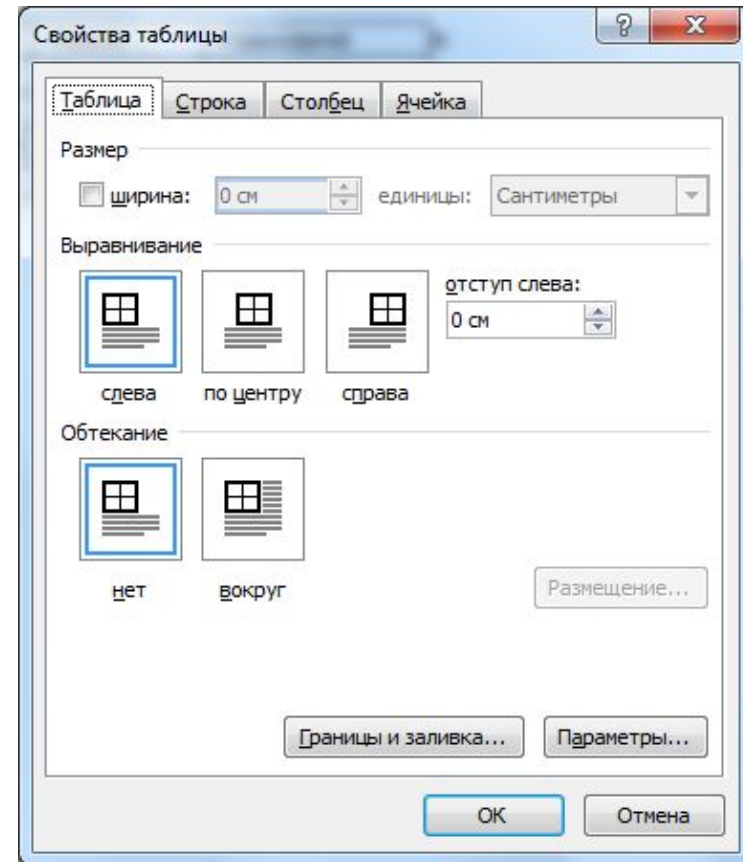 Свойства таблицы
Таблица Строка Столбец Ячейка
Размер
ширина: 0 см единицы: Сантиметры
Выравнивание
отступ слева:
0 см
слева по центру справа
Обтекание
нет вокруг
Размещение...
Границы и заливка... Параметры...
ОК Отмена